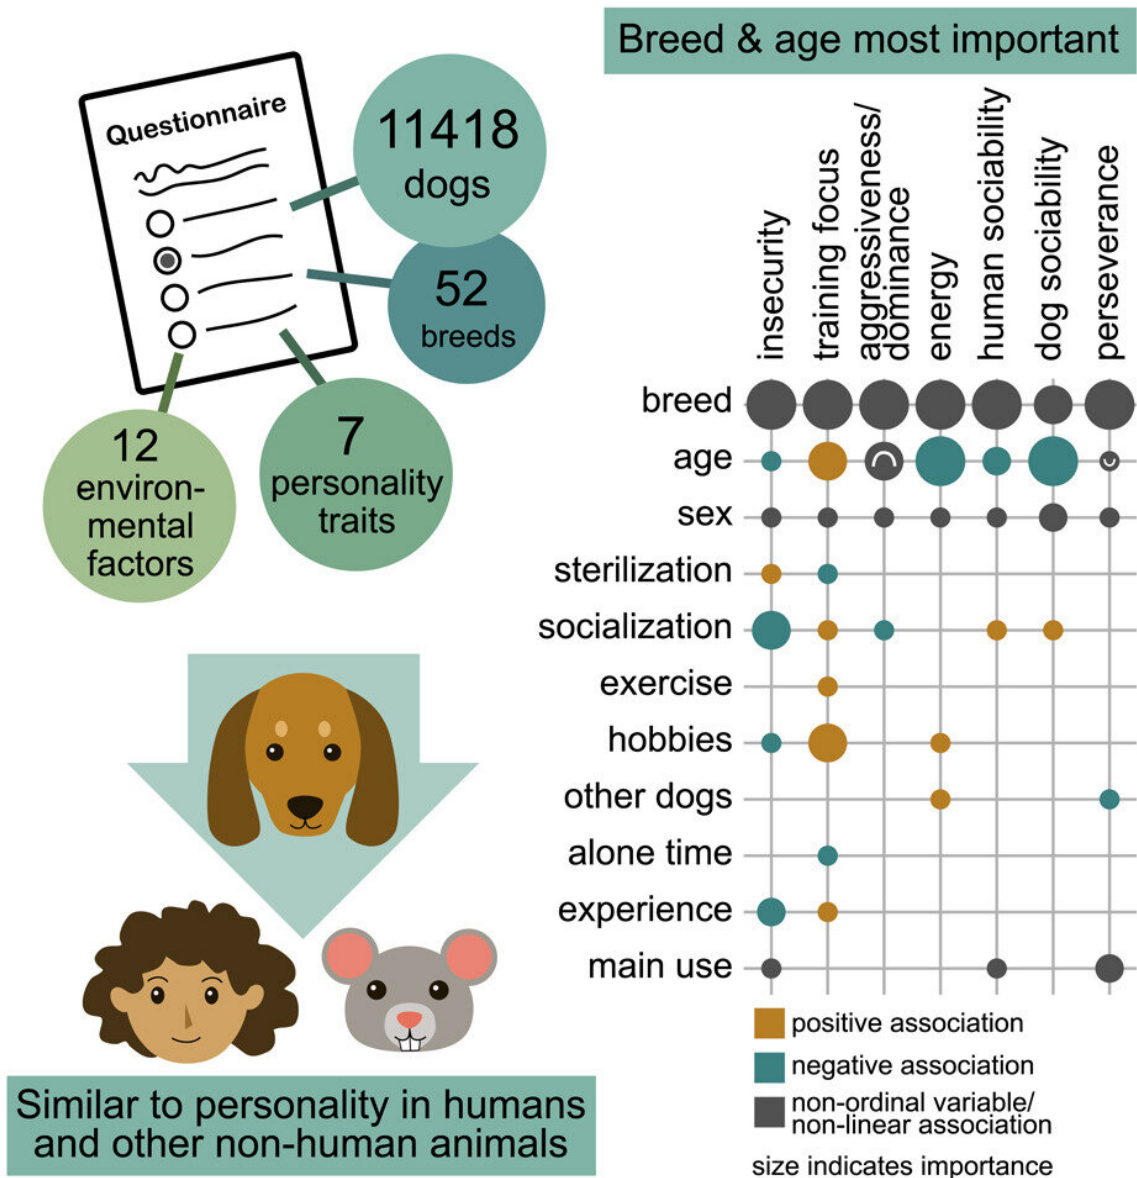 Breed & age most important
Questionnaire
11418
dogs
52
breeds
7
personality
traits
12
environ-
mental
factors
insecurity
training focus
aggressiveness/
dominance
energy
human sociability
dog sociability
perseverance
breed
age
sex
sterilization
socialization
exercise
hobbies
other dogs
alone time
experience
main use
positive association
negative association
non-ordinal variable/
non-linear association
size indicates importance
Similar to personality in humans
and other non-human animals